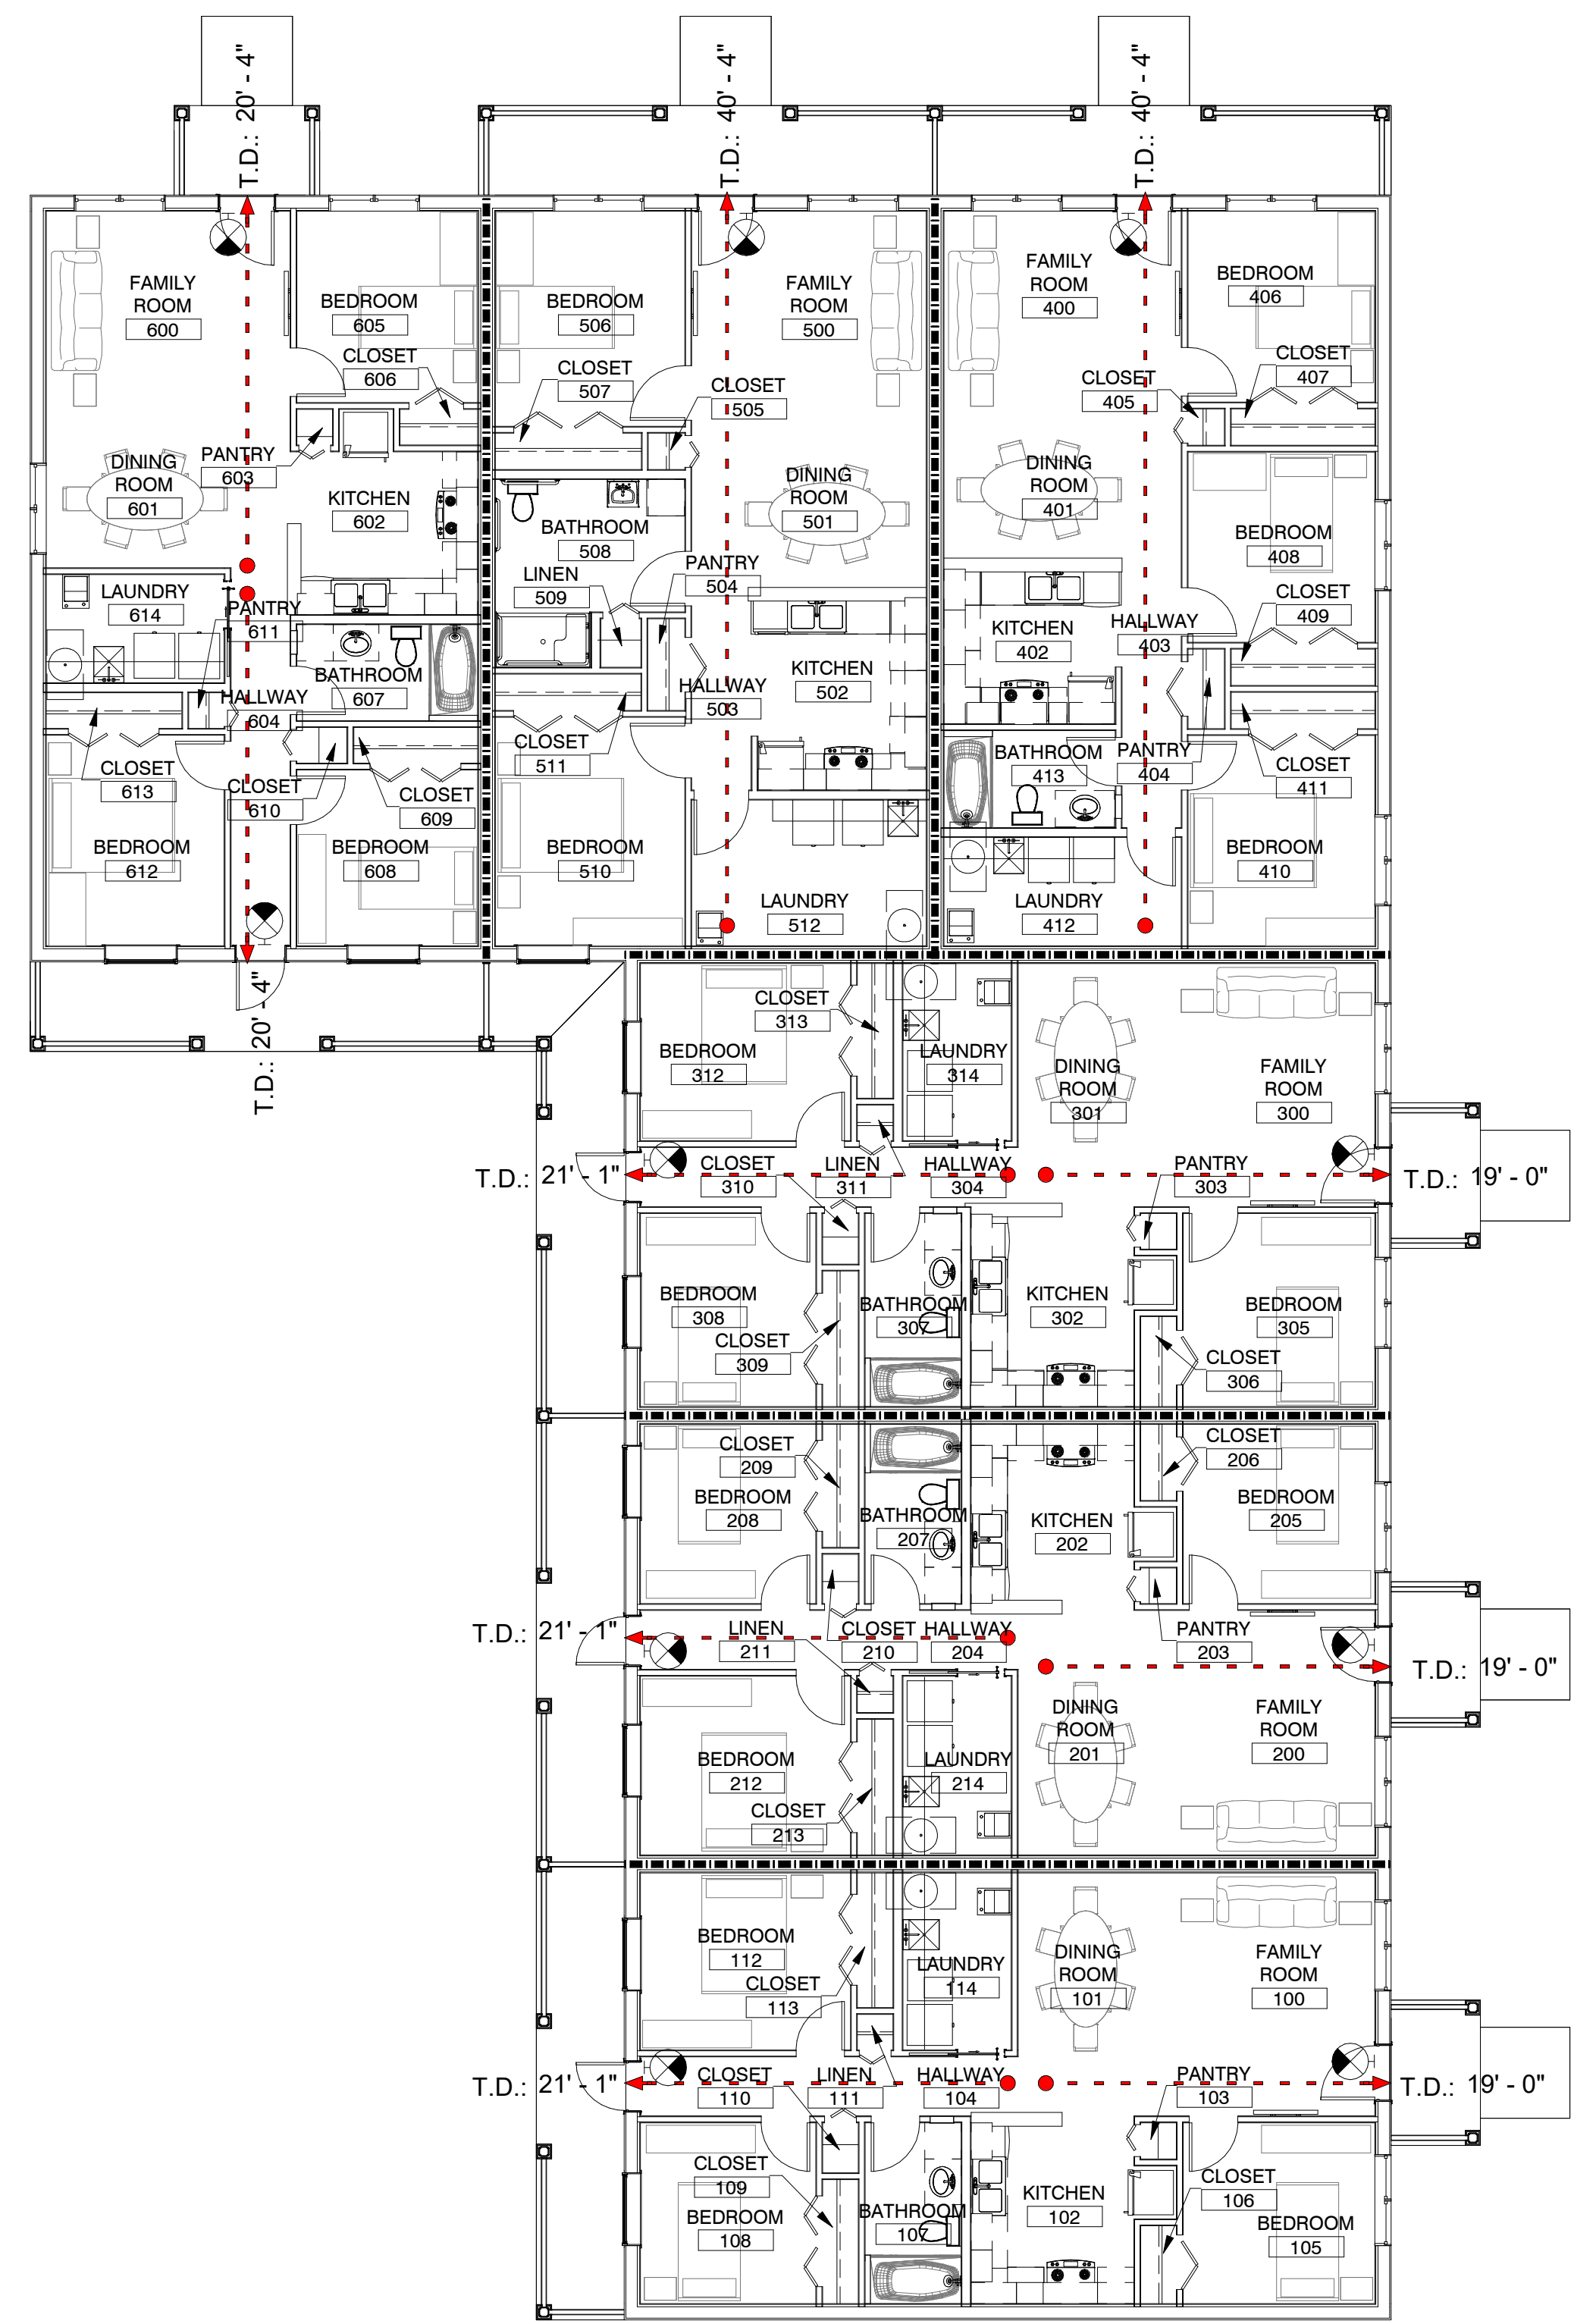 T.D.: 20' - 4"
T.D.: 40' - 4"
T.D.: 40' - 4"
FAMILY
ROOM
600
BEDROOM
605
CLOSET
606
PANTRY
603
DINING
ROOM
601
KITCHEN
602
LAUNDRY
614
PANTRY
611
BATHROOM
607
HALLWAY
604
CLOSET
613
CLOSET
610
CLOSET
609
BEDROOM
612
BEDROOM
608
T.D.: 20' - 4"
BEDROOM
506
FAMILY
ROOM
500
CLOSET
507
CLOSET
505
DINING
ROOM
501
BATHROOM
508
LINEN
509
PANTRY
504
KITCHEN
502
HALLWAY
503
CLOSET
511
BEDROOM
510
LAUNDRY
512
FAMILY
ROOM
400
BEDROOM
406
CLOSET
407
CLOSET
405
DINING
ROOM
401
BEDROOM
408
CLOSET
409
HALLWAY
403
KITCHEN
402
BATHROOM
413
PANTRY
404
CLOSET
411
BEDROOM
410
LAUNDRY
412
CLOSET
313
BEDROOM
312
LAUNDRY
314
DINING
ROOM
301
FAMILY
ROOM
300
T.D.: 21' - 1"
CLOSET
310
LINEN
311
HALLWAY
304
PANTRY
303
T.D.: 19' - 0"
BEDROOM
308
CLOSET
309
BATHROOM
307
KITCHEN
302
BEDROOM
305
CLOSET
306
CLOSET
209
BEDROOM
208
BATHROOM
207
KITCHEN
202
CLOSET
206
BEDROOM
205
T.D.: 21' - 1"
LINEN
211
CLOSET
210
HALLWAY
204
PANTRY
203
T.D.: 19' - 0"
BEDROOM
212
CLOSET
213
LAUNDRY
214
DINING
ROOM
201
FAMILY
ROOM
200
BEDROOM
112
CLOSET
113
LAUNDRY
114
DINING
ROOM
101
FAMILY
ROOM
100
T.D.: 21' - 1"
CLOSET
110
LINEN
111
HALLWAY
104
PANTRY
103
T.D.: 19' - 0"
CLOSET
109
BEDROOM
108
BATHROOM
107
KITCHEN
102
CLOSET
106
BEDROOM
105